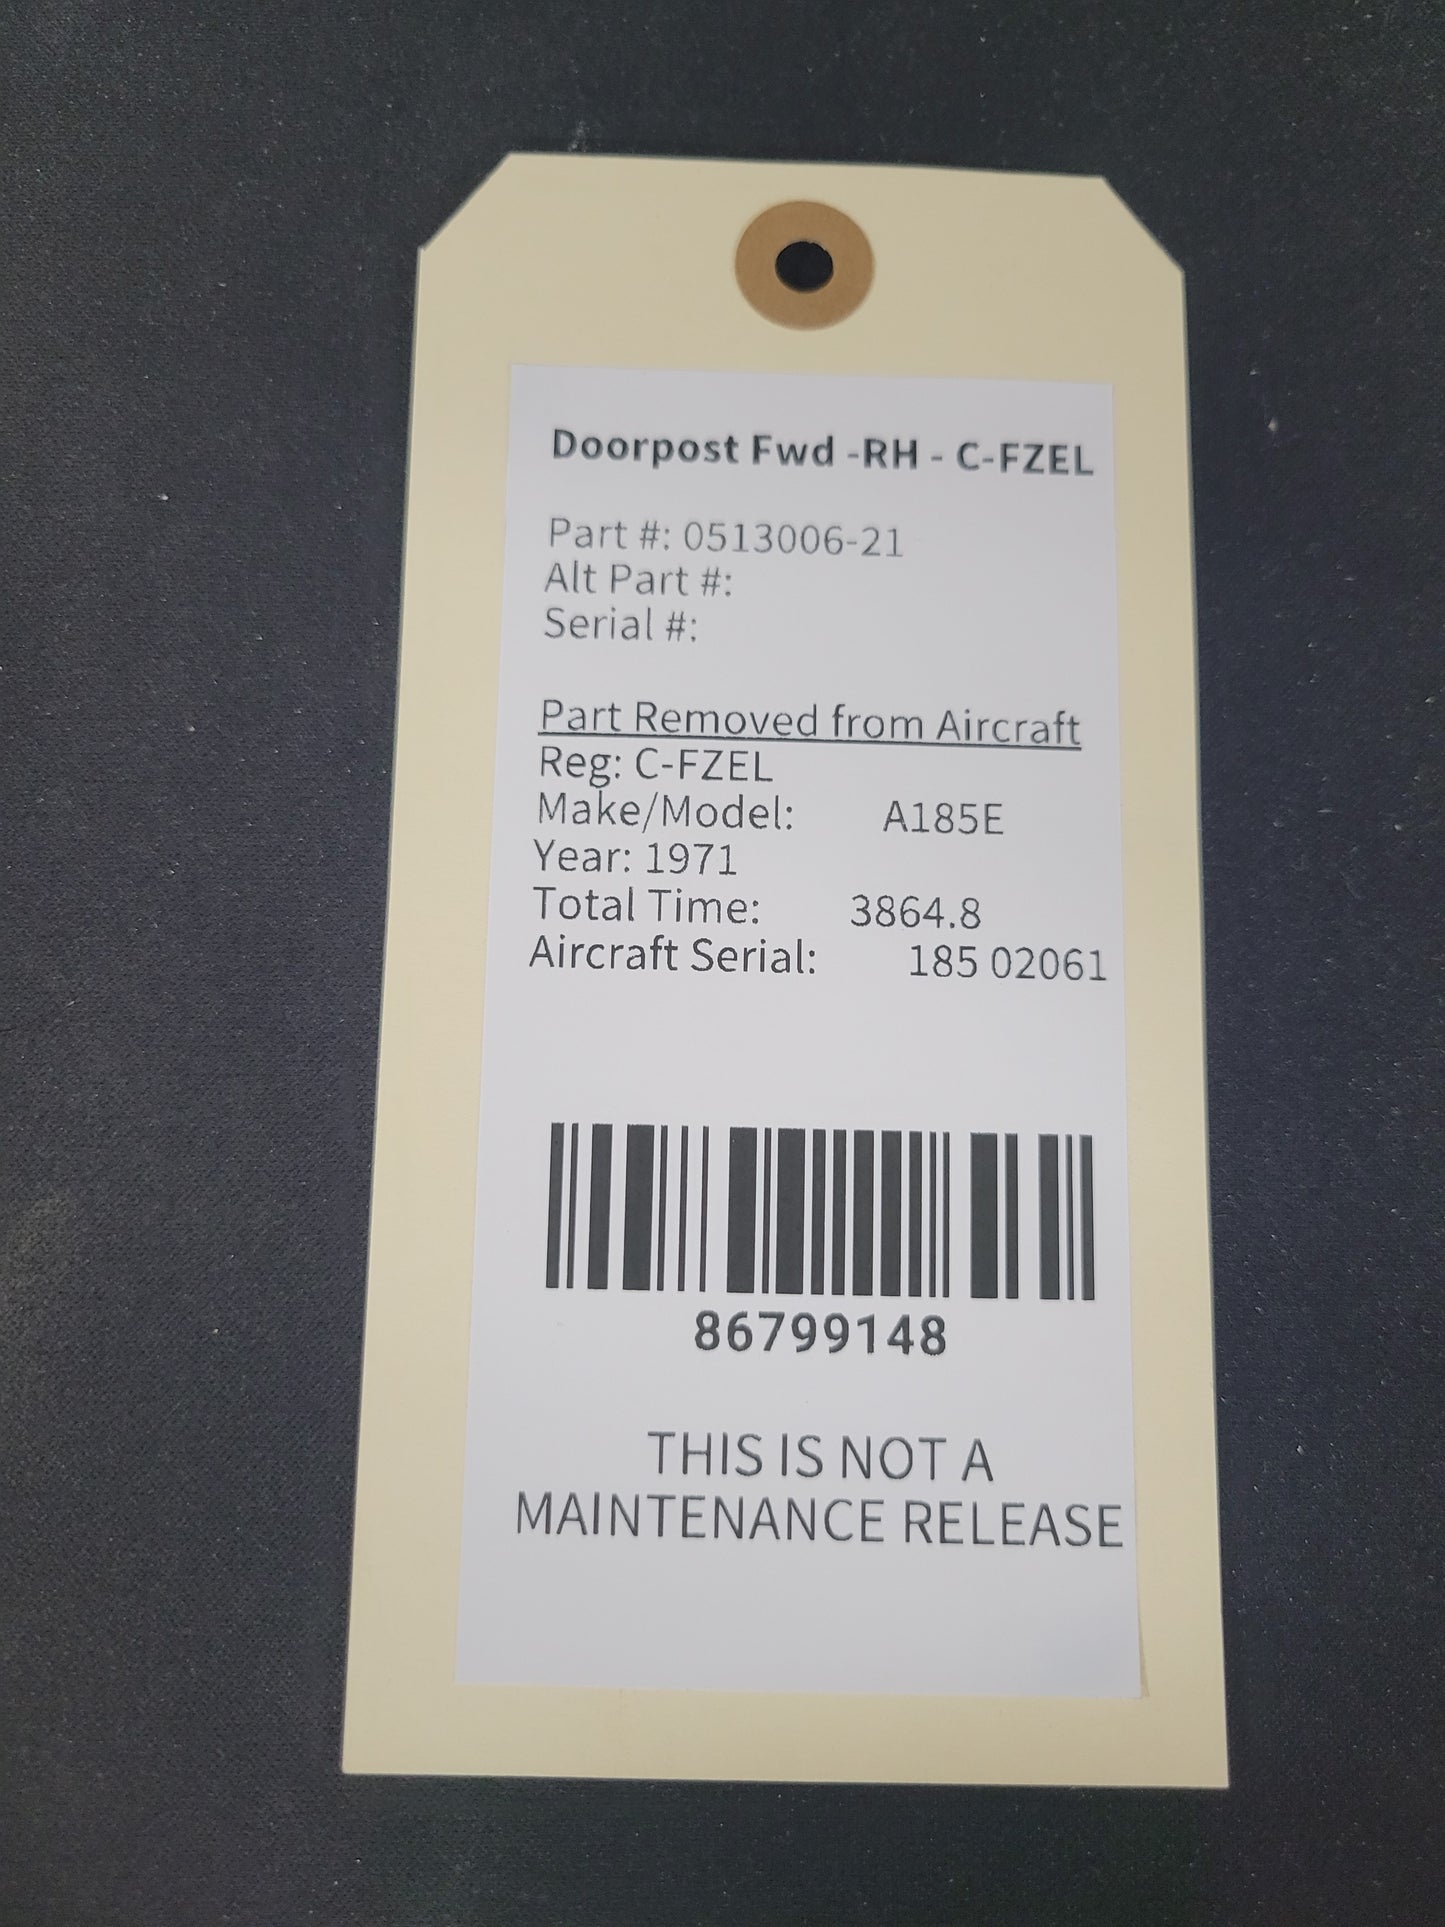 Doorpost Fwd -RH - C-FZEL
Part #: 0513006-21
Alt Part #:
Serial #:
Part Removed from Aircraft
Reg: C-FZEL
Make/Model: A185E
Year: 1971
Total Time: 3864.8
Aircraft Serial: 185 02061
86799148
THIS IS NOT A
MAINTENANCE RELEASE